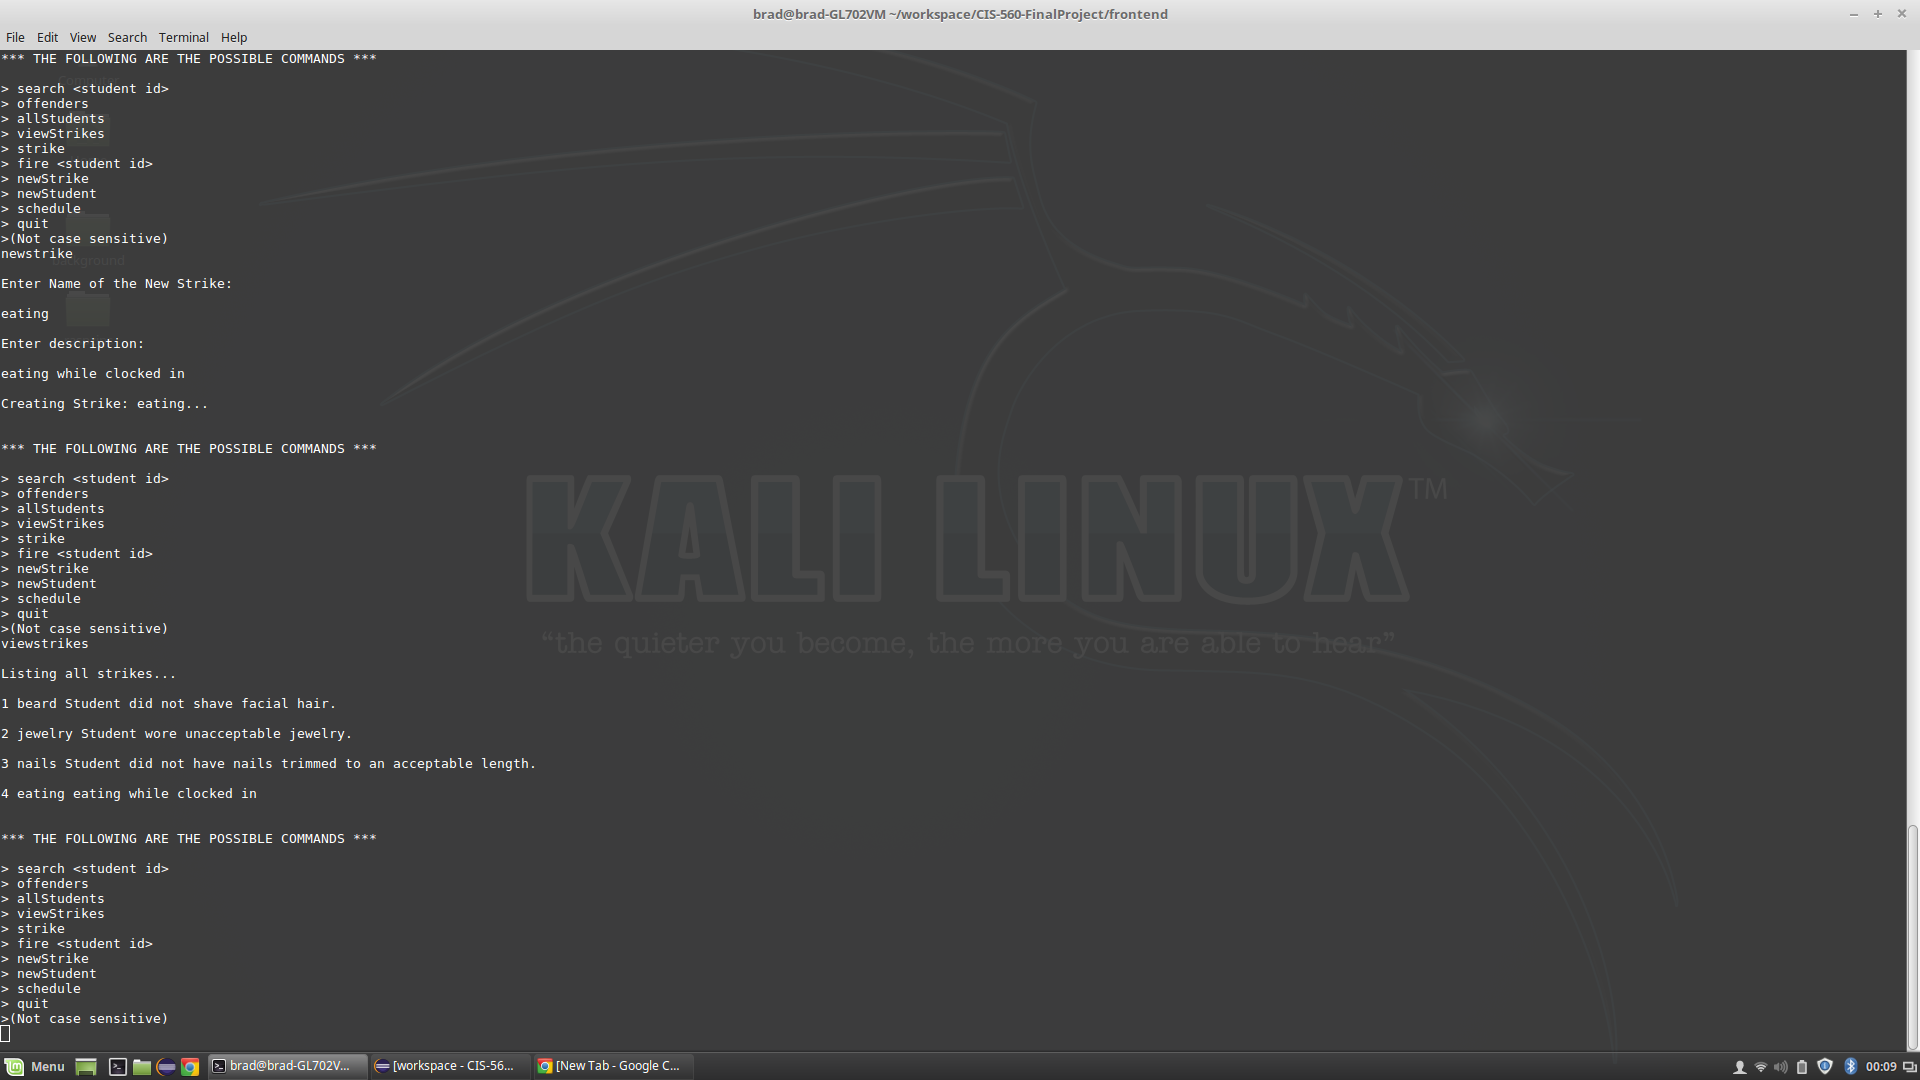 brad@brad-GL702VM ~/workspace/CIS-560-FinalProject/frontend
File Edit View Search Terminal Help
*** THE FOLLOWING ARE THE POSSIBLE COMMANDS ***
> search <student id>
> offenders
> allStudents
> viewStrikes
> strike
> fire <student id>
> newStrike
> newStudent
> schedule
> quit
>(Not case sensitive)
newstrike
Enter Name of the New Strike:
eating
Enter description:
eating while clocked in
Creating Strike: eating...
*** THE FOLLOWING ARE THE POSSIBLE COMMANDS ***
> search <student id>
> offenders
> allStudents
> viewStrikes
> strike
> fire <student id>
> newStrike
> newStudent
> schedule
> quit
>(Not case sensitive)
viewstrikes
Listing all strikes...
1 beard Student did not shave facial hair.
2 jewelry Student wore unacceptable jewelry.
3 nails Student did not have nails trimmed to an acceptable length.
4 eating eating while clocked in
*** THE FOLLOWING ARE THE POSSIBLE COMMANDS ***
> search <student id>
> offenders
> allStudents
> viewStrikes
> strike
> fire <student id>
> newStrike
> newStudent
> schedule
> quit
>(Not case sensitive)
KALI LINUX™
“the quieter you become, the more you are able to hear”
Menu
brad@brad-GL702V...
[workspace - CIS-56...
[New Tab - Google C...
00:09